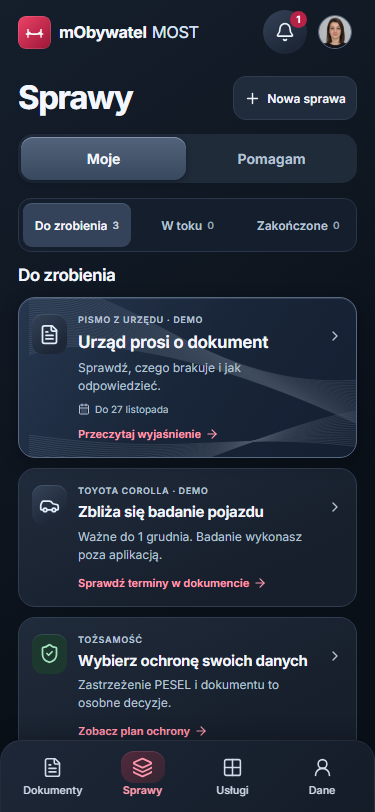 mObywatel MOST
1
Sprawy
Nowa sprawa
Moje
Pomagam
Do zrobienia 3
W toku 0
Zakończone 0
Do zrobienia
PISMO Z URZĘDU · DEMO
Urząd prosi o dokument
Sprawdź, czego brakuje i jak
odpowiedzieć.
Do 27 listopada
Przeczytaj wyjaśnienie →
TOYOTA COROLLA · DEMO
Zbliża się badanie pojazdu
Ważne do 1 grudnia. Badanie wykonasz
poza aplikacją.
Sprawdź terminy w dokumencie →
TOŻSAMOŚĆ
Wybierz ochronę swoich danych
Zastrzeżenie PESEL i dokumentu to
osobne decyzje.
Zobacz plan ochrony →
Dokumenty
Sprawy
Usługi
Dane